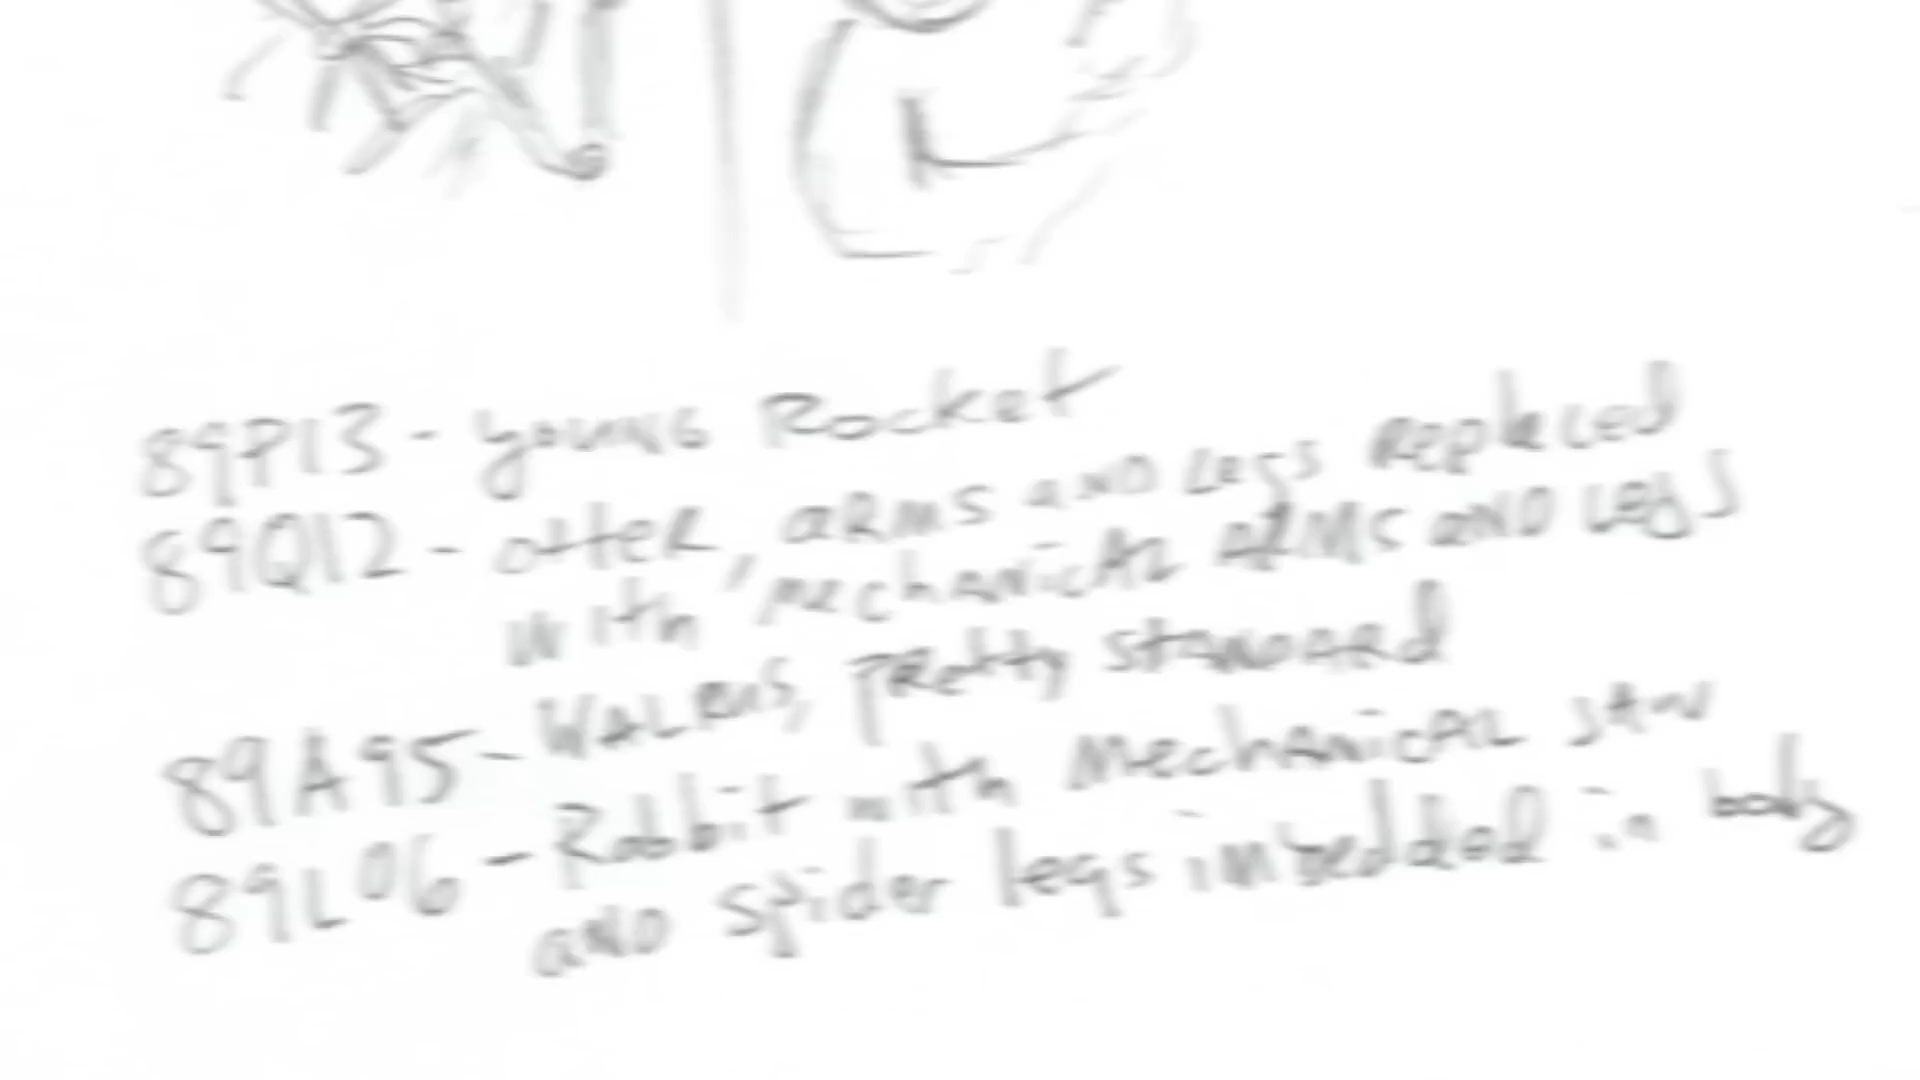 89P13 - young Rocket
89Q12 - otter, arms and legs replaced
with mechanical arms and legs
89A95 - Walrus, pretty standard
89L06 - Rabbit with mechanical jaw
and spider legs imbedded in body